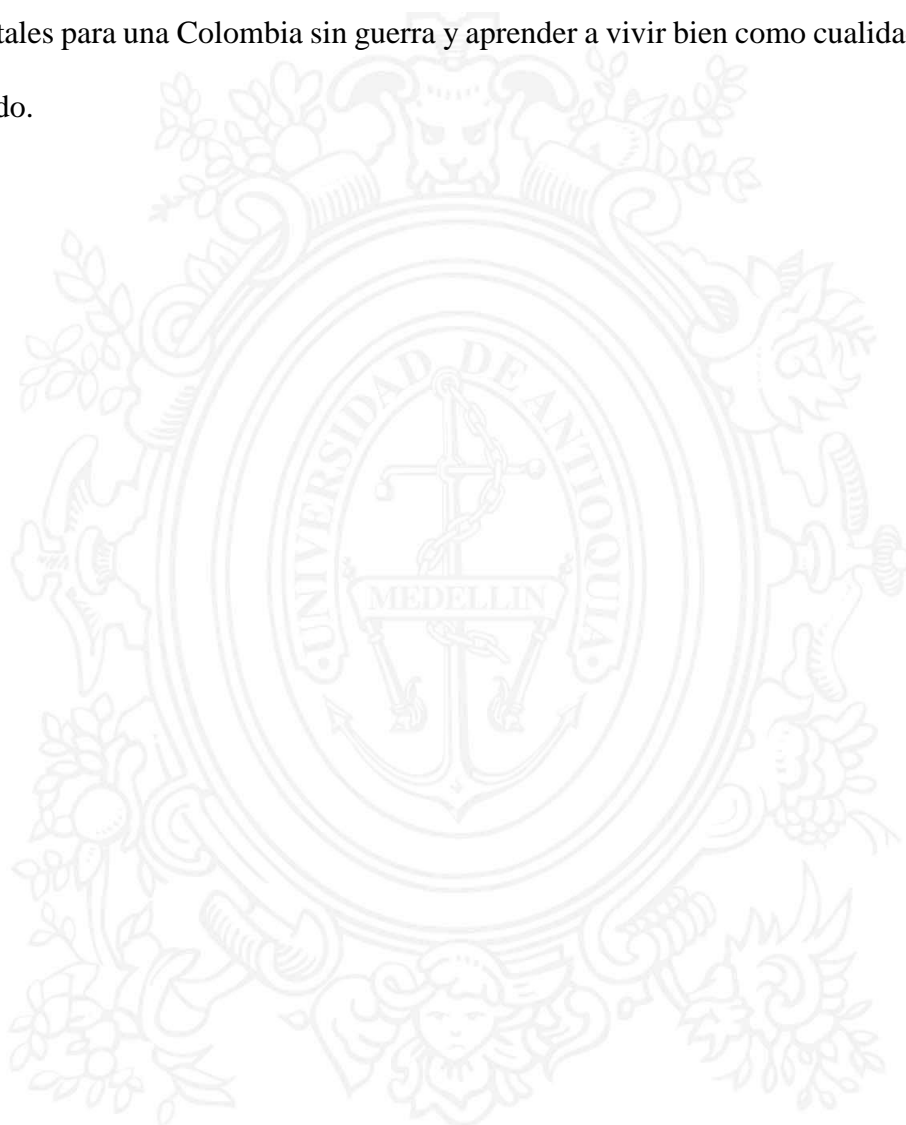 tales para una Colombia sin guerra y aprender a vivir bien como cualida
do.
UNIVERSIDAD DE ANTIOQUIA
MEDELLIN